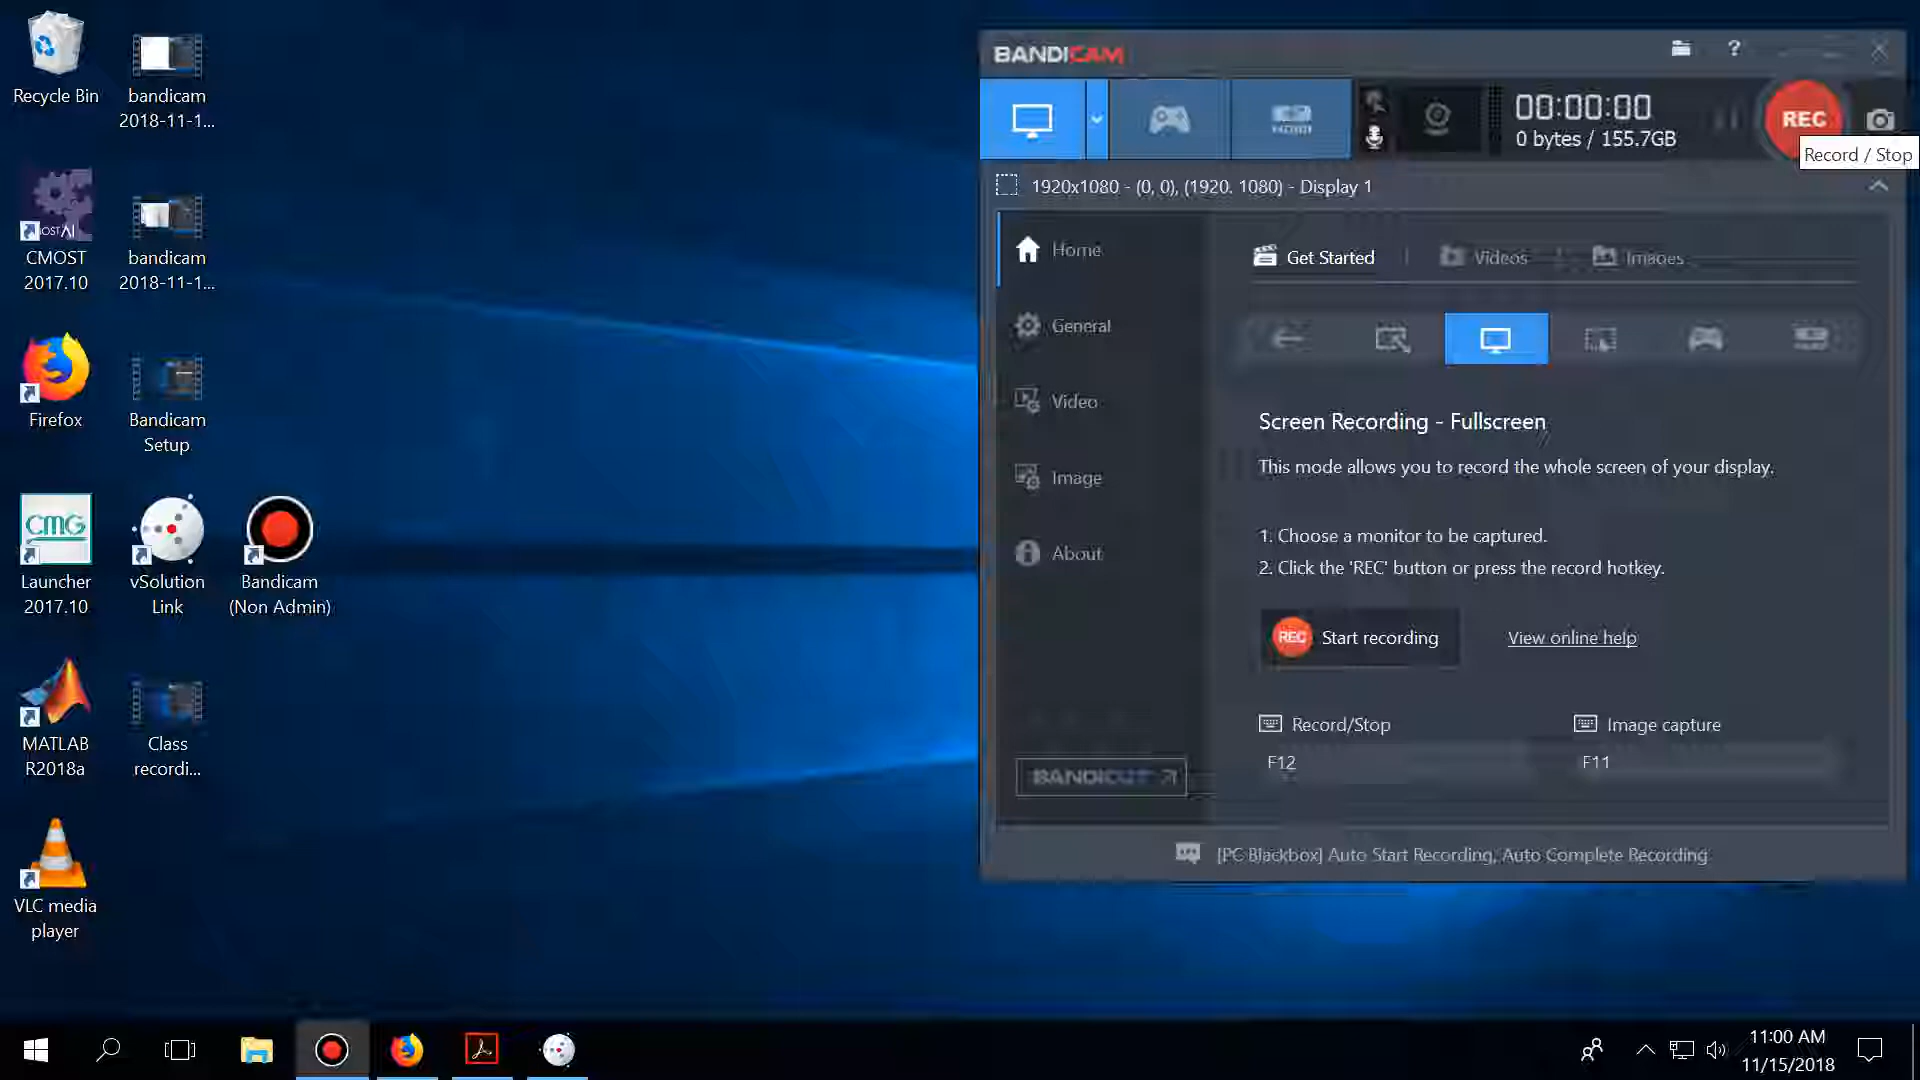 Recycle Bin
bandicam
2018-11-1...
CMOST
2017.10
bandicam
2018-11-1...
Firefox
Bandicam
Setup
CMG
Launcher
2017.10
vSolution
Link
Bandicam
(Non Admin)
MATLAB
R2018a
Class
recordi...
VLC media
player
BANDICAM
?
00:00:00
0 bytes / 155.7GB
REC
Record / Stop
1920x1080 - (0, 0), (1920. 1080) - Display 1
Home
General
Video
Image
About
BANDICUT
Get Started
Videos
Images
Screen Recording - Fullscreen
This mode allows you to record the whole screen of your display.
1. Choose a monitor to be captured.
2. Click the 'REC' button or press the record hotkey.
REC Start recording
View online help
Record/Stop
Image capture
F12
F11
[PC Blackbox] Auto Start Recording, Auto Complete Recording
11:00 AM
11/15/2018